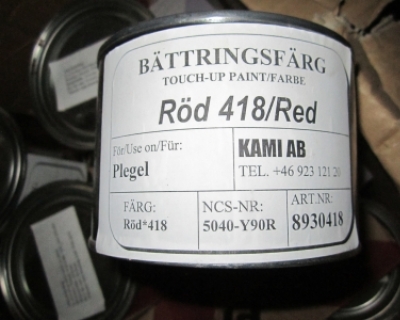 BÄTTRINGSFÄRG
TOUCH-UP PAINT/FARBE
Röd 418/Red
För/Use on/Für:
Plegel
KAMI AB
TEL. +46 923 121 20
FÄRG:
Röd*418
NCS-NR:
5040-Y90R
ART.NR:
8930418